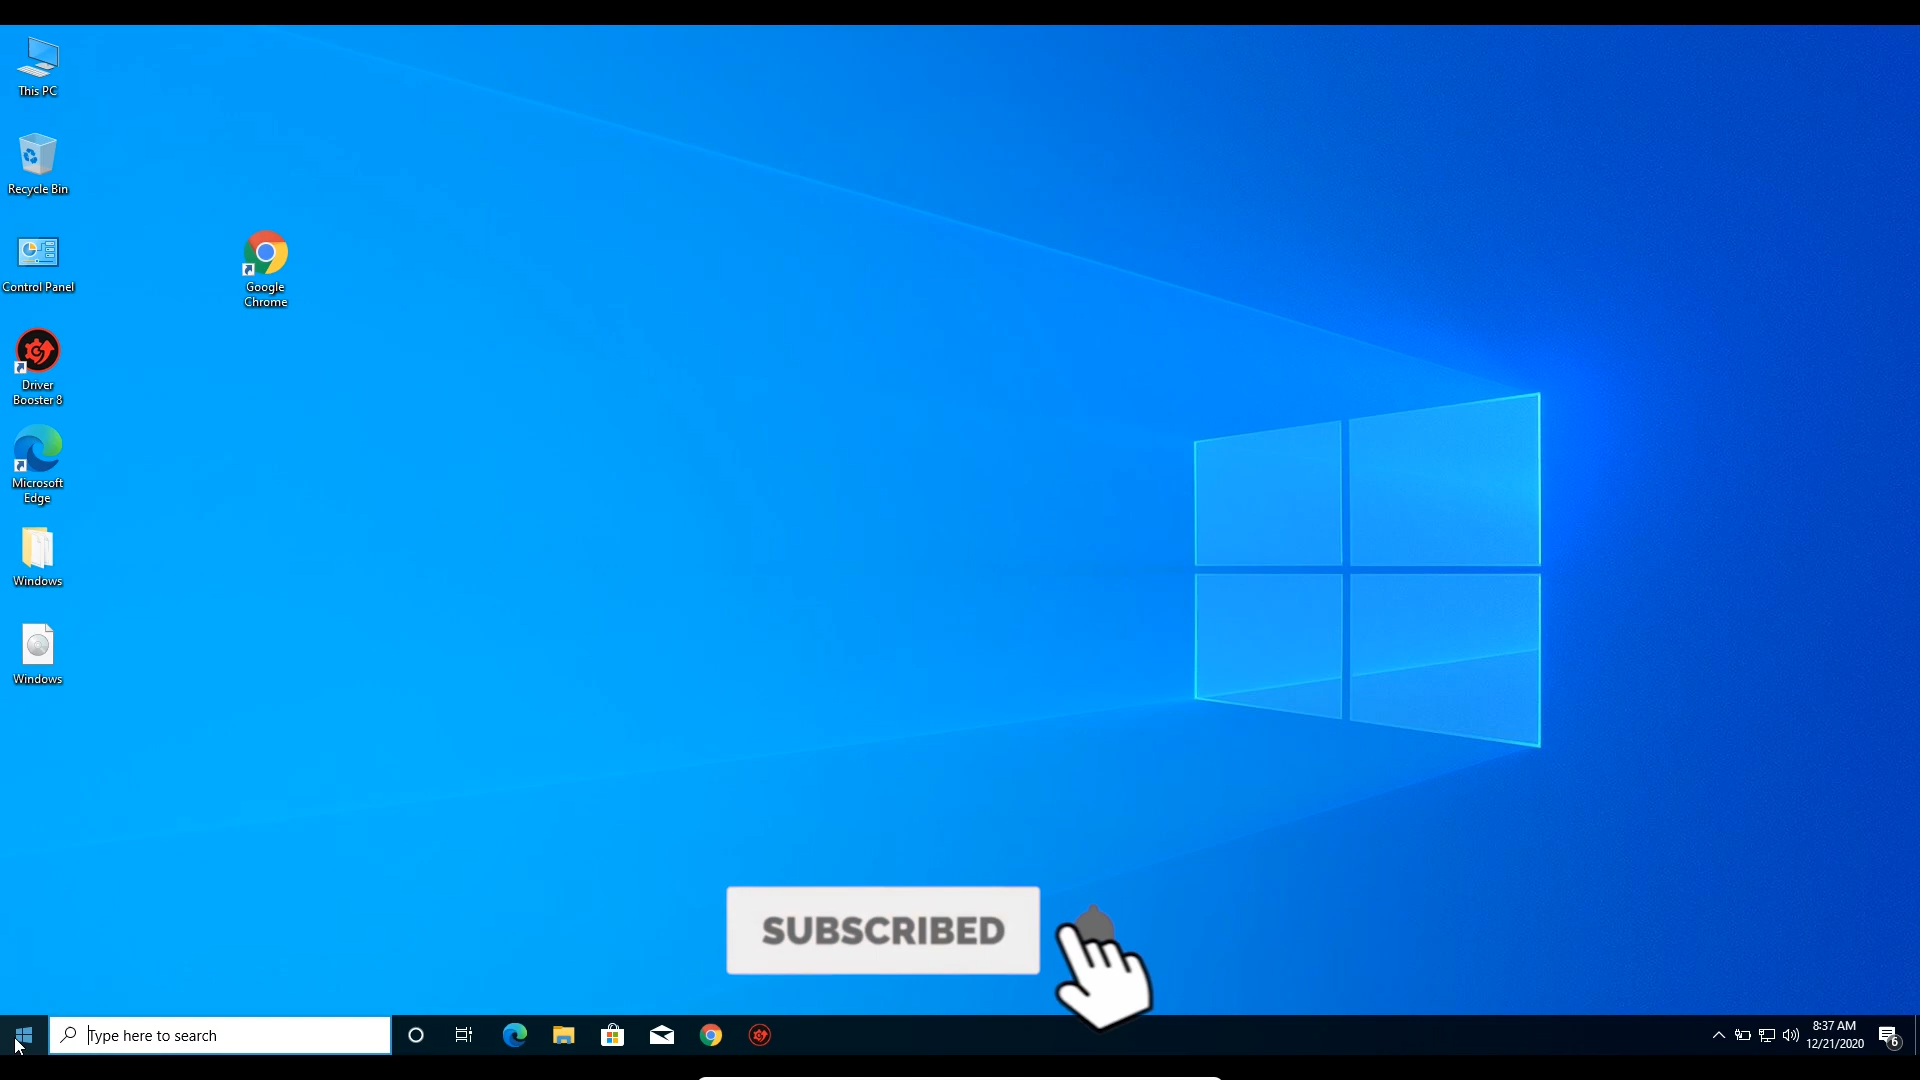 This PC
Recycle Bin
Control Panel
Google
Chrome
Driver
Booster 8
Microsoft
Edge
Windows
Windows
SUBSCRIBED
Type here to search
8:37 AM
12/21/2020
6